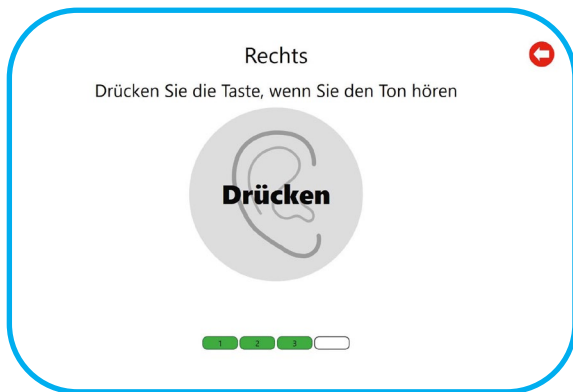 Rechts
Drücken Sie die Taste, wenn Sie den Ton hören
Drücken
1 2 3